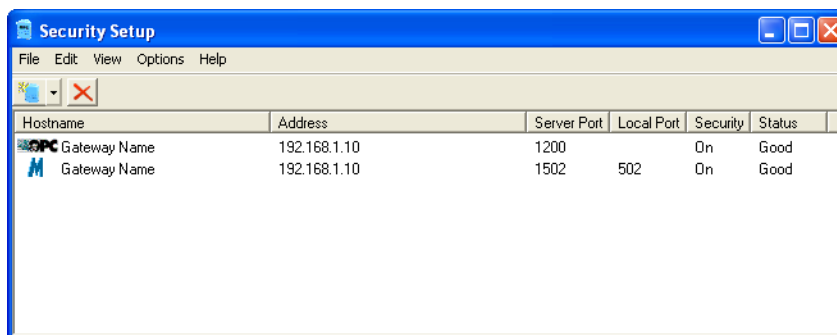 Security Setup
File Edit View Options Help
Hostname Address Server Port Local Port Security Status
OPC Gateway Name 192.168.1.10 1200 On Good
M Gateway Name 192.168.1.10 1502 502 On Good